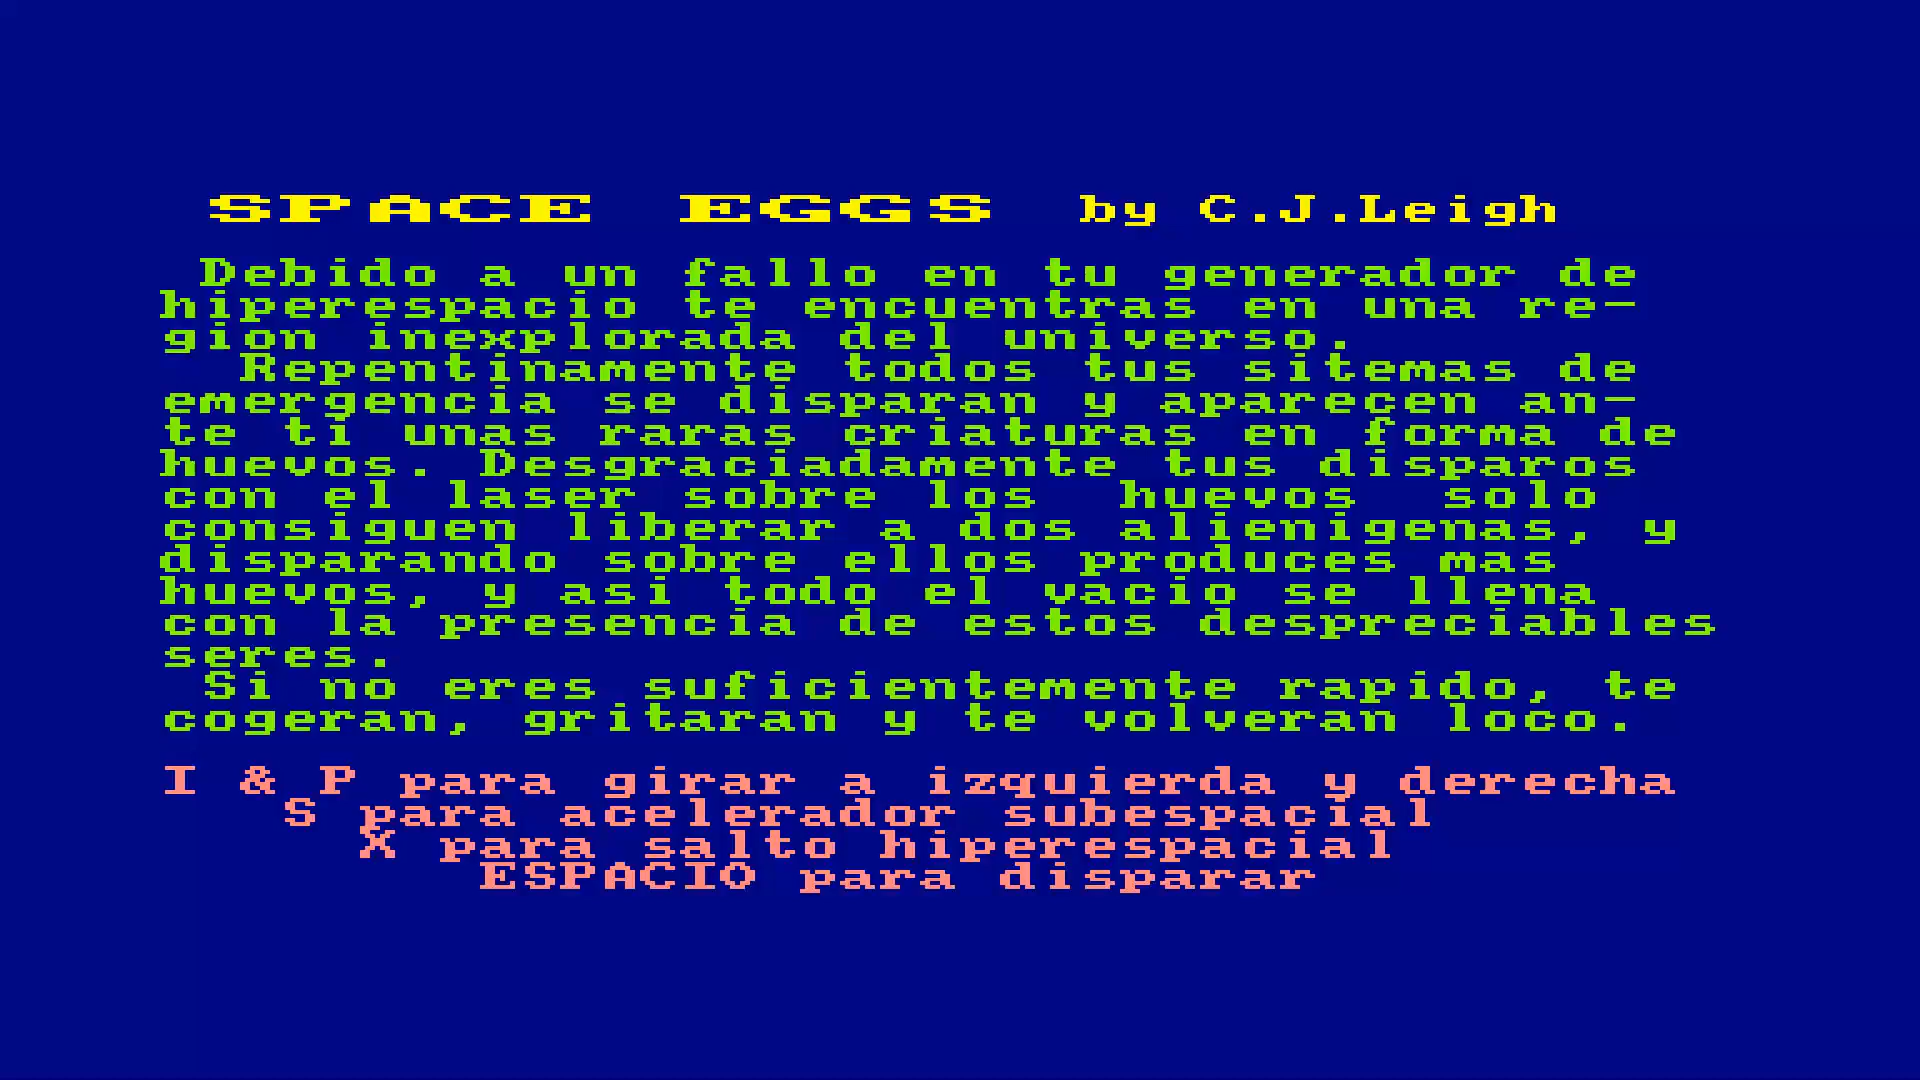 SPACE EGGS by C.J.Leigh
Debido a un fallo en tu generador de
hiperespacio te encuentras en una re-
gion inexplorada del universo.
Repentinamente todos tus sitemas de
emergencia se disparan y aparecen an-
te ti unas raras criaturas en forma de
huevos. Desgraciadamente tus disparos
con el laser sobre los huevos solo
consiguen liberar a dos alienigenas, y
disparando sobre ellos produces mas
huevos, y asi todo el vacio se llena
con la presencia de estos despreciables
seres.
Si no eres suficientemente rapido, te
cogeran, gritaran y te volveran loco.
I & P para girar a izquierda y derecha
S para acelerador subespacial
X para salto hiperespacial
ESPACIO para disparar